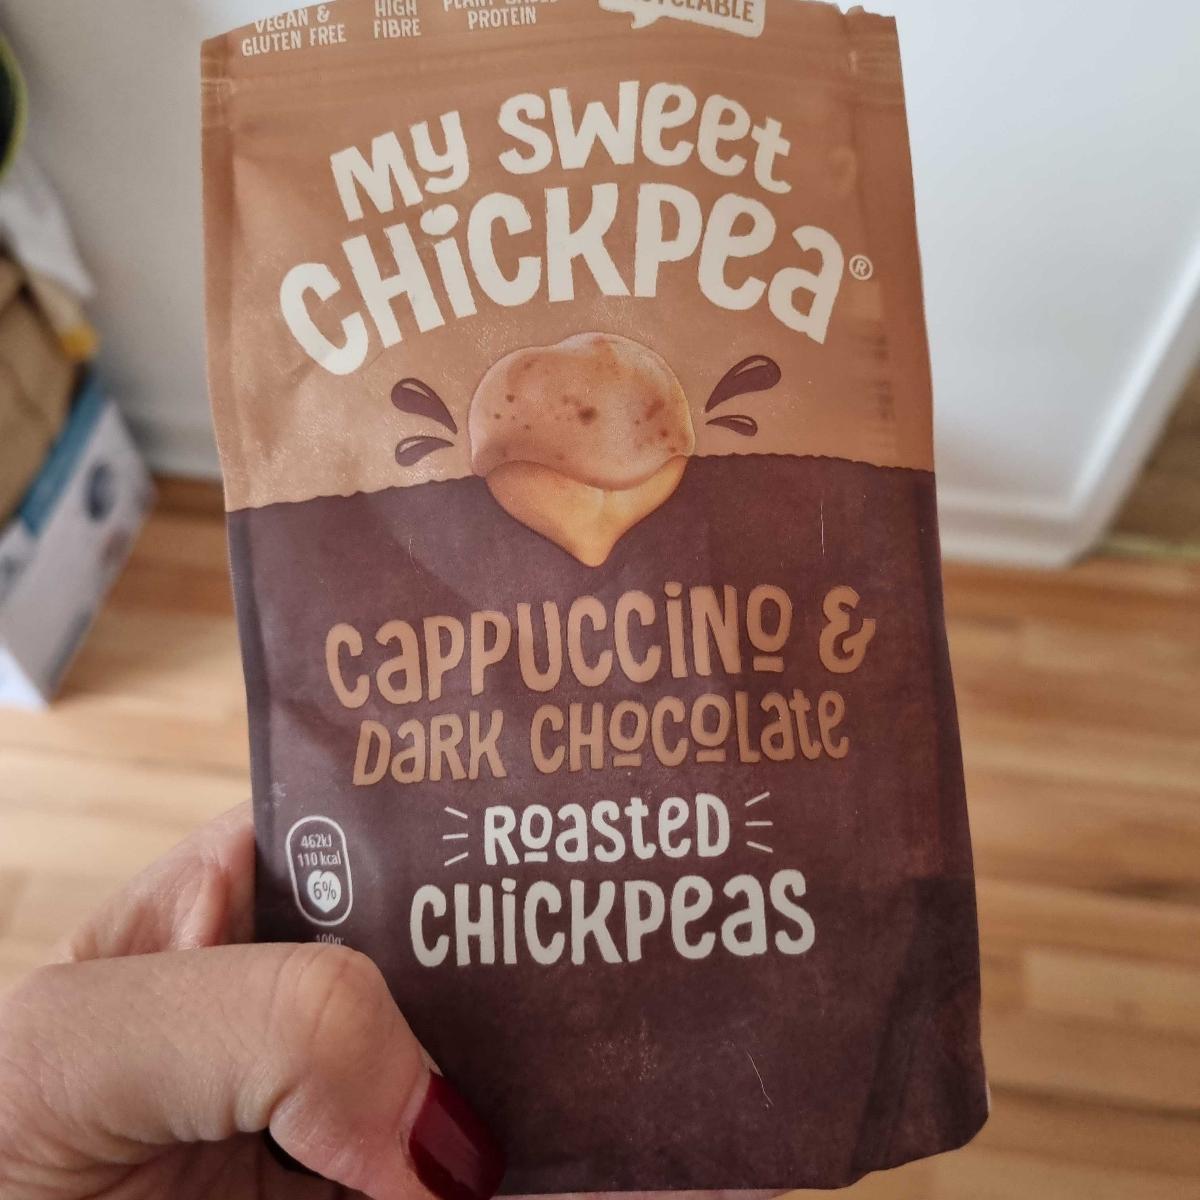 VEGAN &
GLUTEN FREE
HIGH
FIBRE
PROTEIN
MY SWEET
CHICKPEA®
CAPPUCCINO &
DARK CHOCOLATE
ROASTED
CHICKPEAS
462kJ
110 kcal
6%